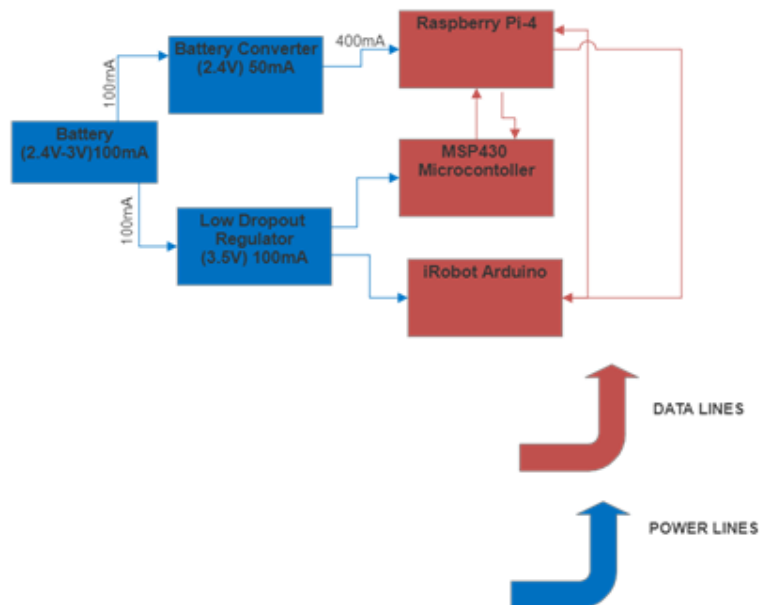 Battery Converter
(2.4V) 50mA
400mA
Raspberry Pi-4
100mA
Battery
(2.4V-3V)100mA
MSP430
Microcontoller
100mA
Low Dropout
Regulator
(3.5V) 100mA
iRobot Arduino
DATA LINES
POWER LINES